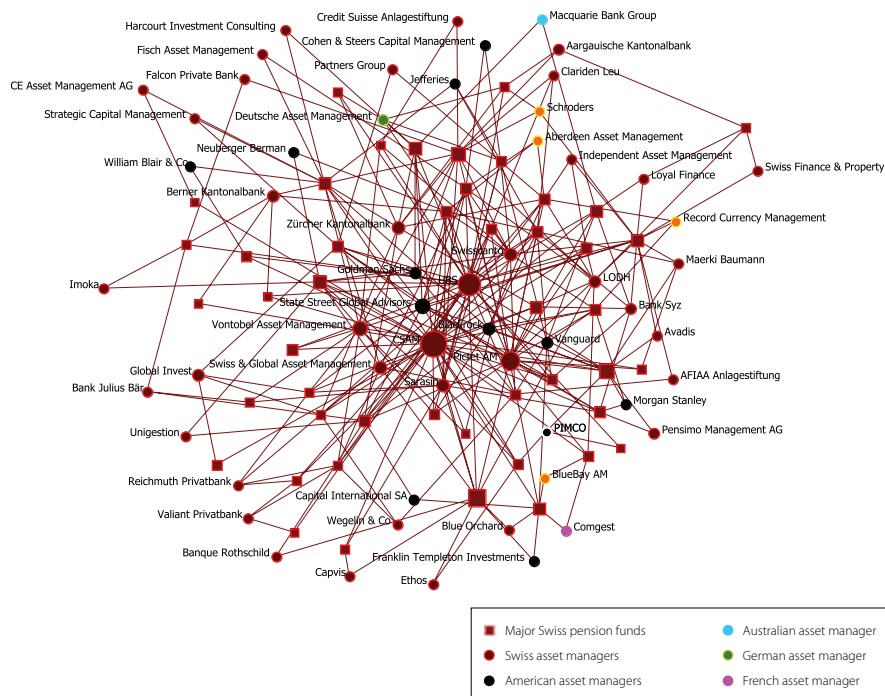 Credit Suisse Anlagestiftung
Macquarie Bank Group
Harcourt Investment Consulting
Cohen & Steers Capital Management
Aargauische Kantonalbank
Fisch Asset Management
Partners Group
Clariden Leu
Falcon Private Bank
Jefferies
CE Asset Management AG
Schroders
Strategic Capital Management
Deutsche Asset Management
Aberdeen Asset Management
Neuberger Berman
Independent Asset Management
William Blair & Co
Loyal Finance
Swiss Finance & Property
Berner Kantonalbank
Zürcher Kantonalbank
Record Currency Management
Swisscanto
Maerki Baumann
Goldman Sachs
UBS
LODH
Imoka
State Street Global Advisors
Bank Syz
Vontobel Asset Management
Blackrock
CSAM
Vanguard
Avadis
Pictet AM
Swiss & Global Asset Management
Global Invest
Sarasin
AFIAA Anlagestiftung
Bank Julius Bär
Morgan Stanley
Unigestion
PIMCO
Pensimo Management AG
Reichmuth Privatbank
BlueBay AM
Capital International SA
Valiant Privatbank
Wegelin & Co
Blue Orchard
Comgest
Banque Rothschild
Franklin Templeton Investments
Capvis
Ethos
Major Swiss pension funds
Australian asset manager
Swiss asset managers
German asset manager
American asset managers
French asset manager